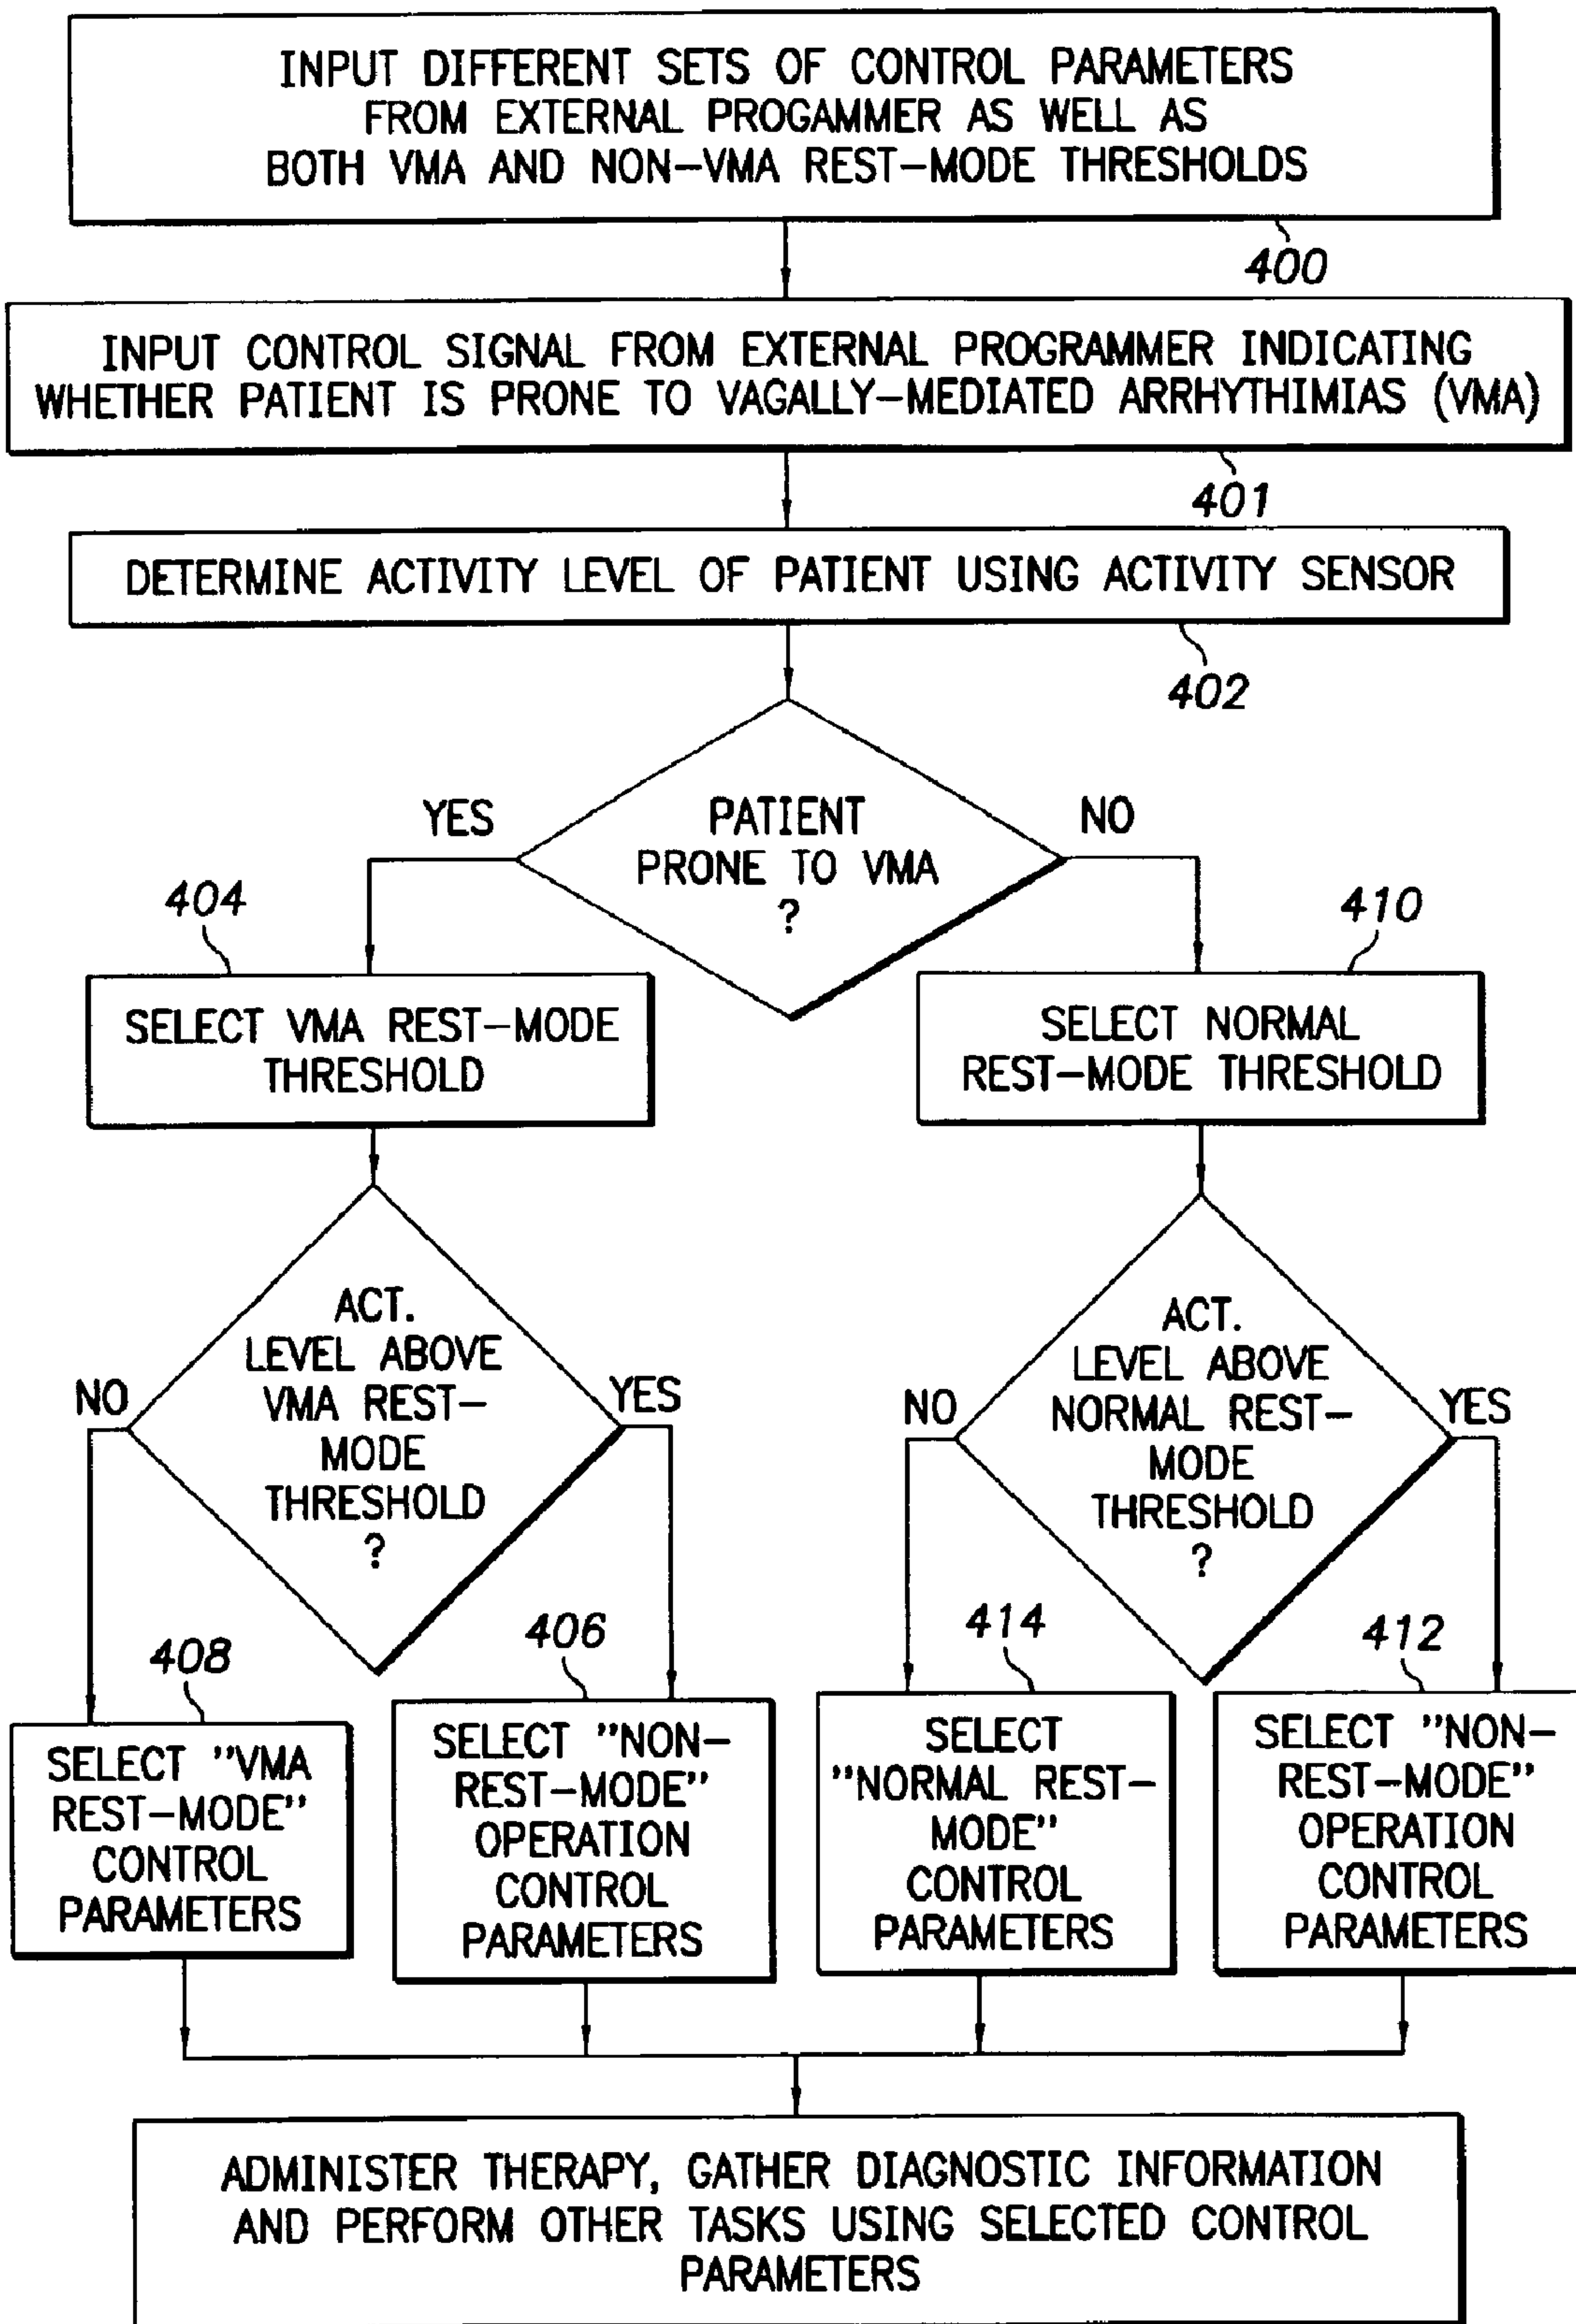 INPUT DIFFERENT SETS OF CONTROL PARAMETERS
FROM EXTERNAL PROGAMMER AS WELL AS
BOTH VMA AND NON-VMA REST-MODE THRESHOLDS
400
INPUT CONTROL SIGNAL FROM EXTERNAL PROGRAMMER INDICATING
WHETHER PATIENT IS PRONE TO VAGALLY-MEDIATED ARRHYTHIMIAS (VMA)
401
DETERMINE ACTIVITY LEVEL OF PATIENT USING ACTIVITY SENSOR
402
YES
PATIENT
PRONE TO VMA
?
NO
404
SELECT VMA REST-MODE
THRESHOLD
410
SELECT NORMAL
REST-MODE THRESHOLD
NO
ACT.
LEVEL ABOVE
VMA REST-
MODE
THRESHOLD
?
YES
NO
ACT.
LEVEL ABOVE
NORMAL REST-
MODE
THRESHOLD
?
YES
408
SELECT "VMA
REST-MODE"
CONTROL
PARAMETERS
406
SELECT "NON-
REST-MODE"
OPERATION
CONTROL
PARAMETERS
414
SELECT
"NORMAL REST-
MODE"
CONTROL
PARAMETERS
412
SELECT "NON-
REST-MODE"
OPERATION
CONTROL
PARAMETERS
ADMINISTER THERAPY, GATHER DIAGNOSTIC INFORMATION
AND PERFORM OTHER TASKS USING SELECTED CONTROL
PARAMETERS